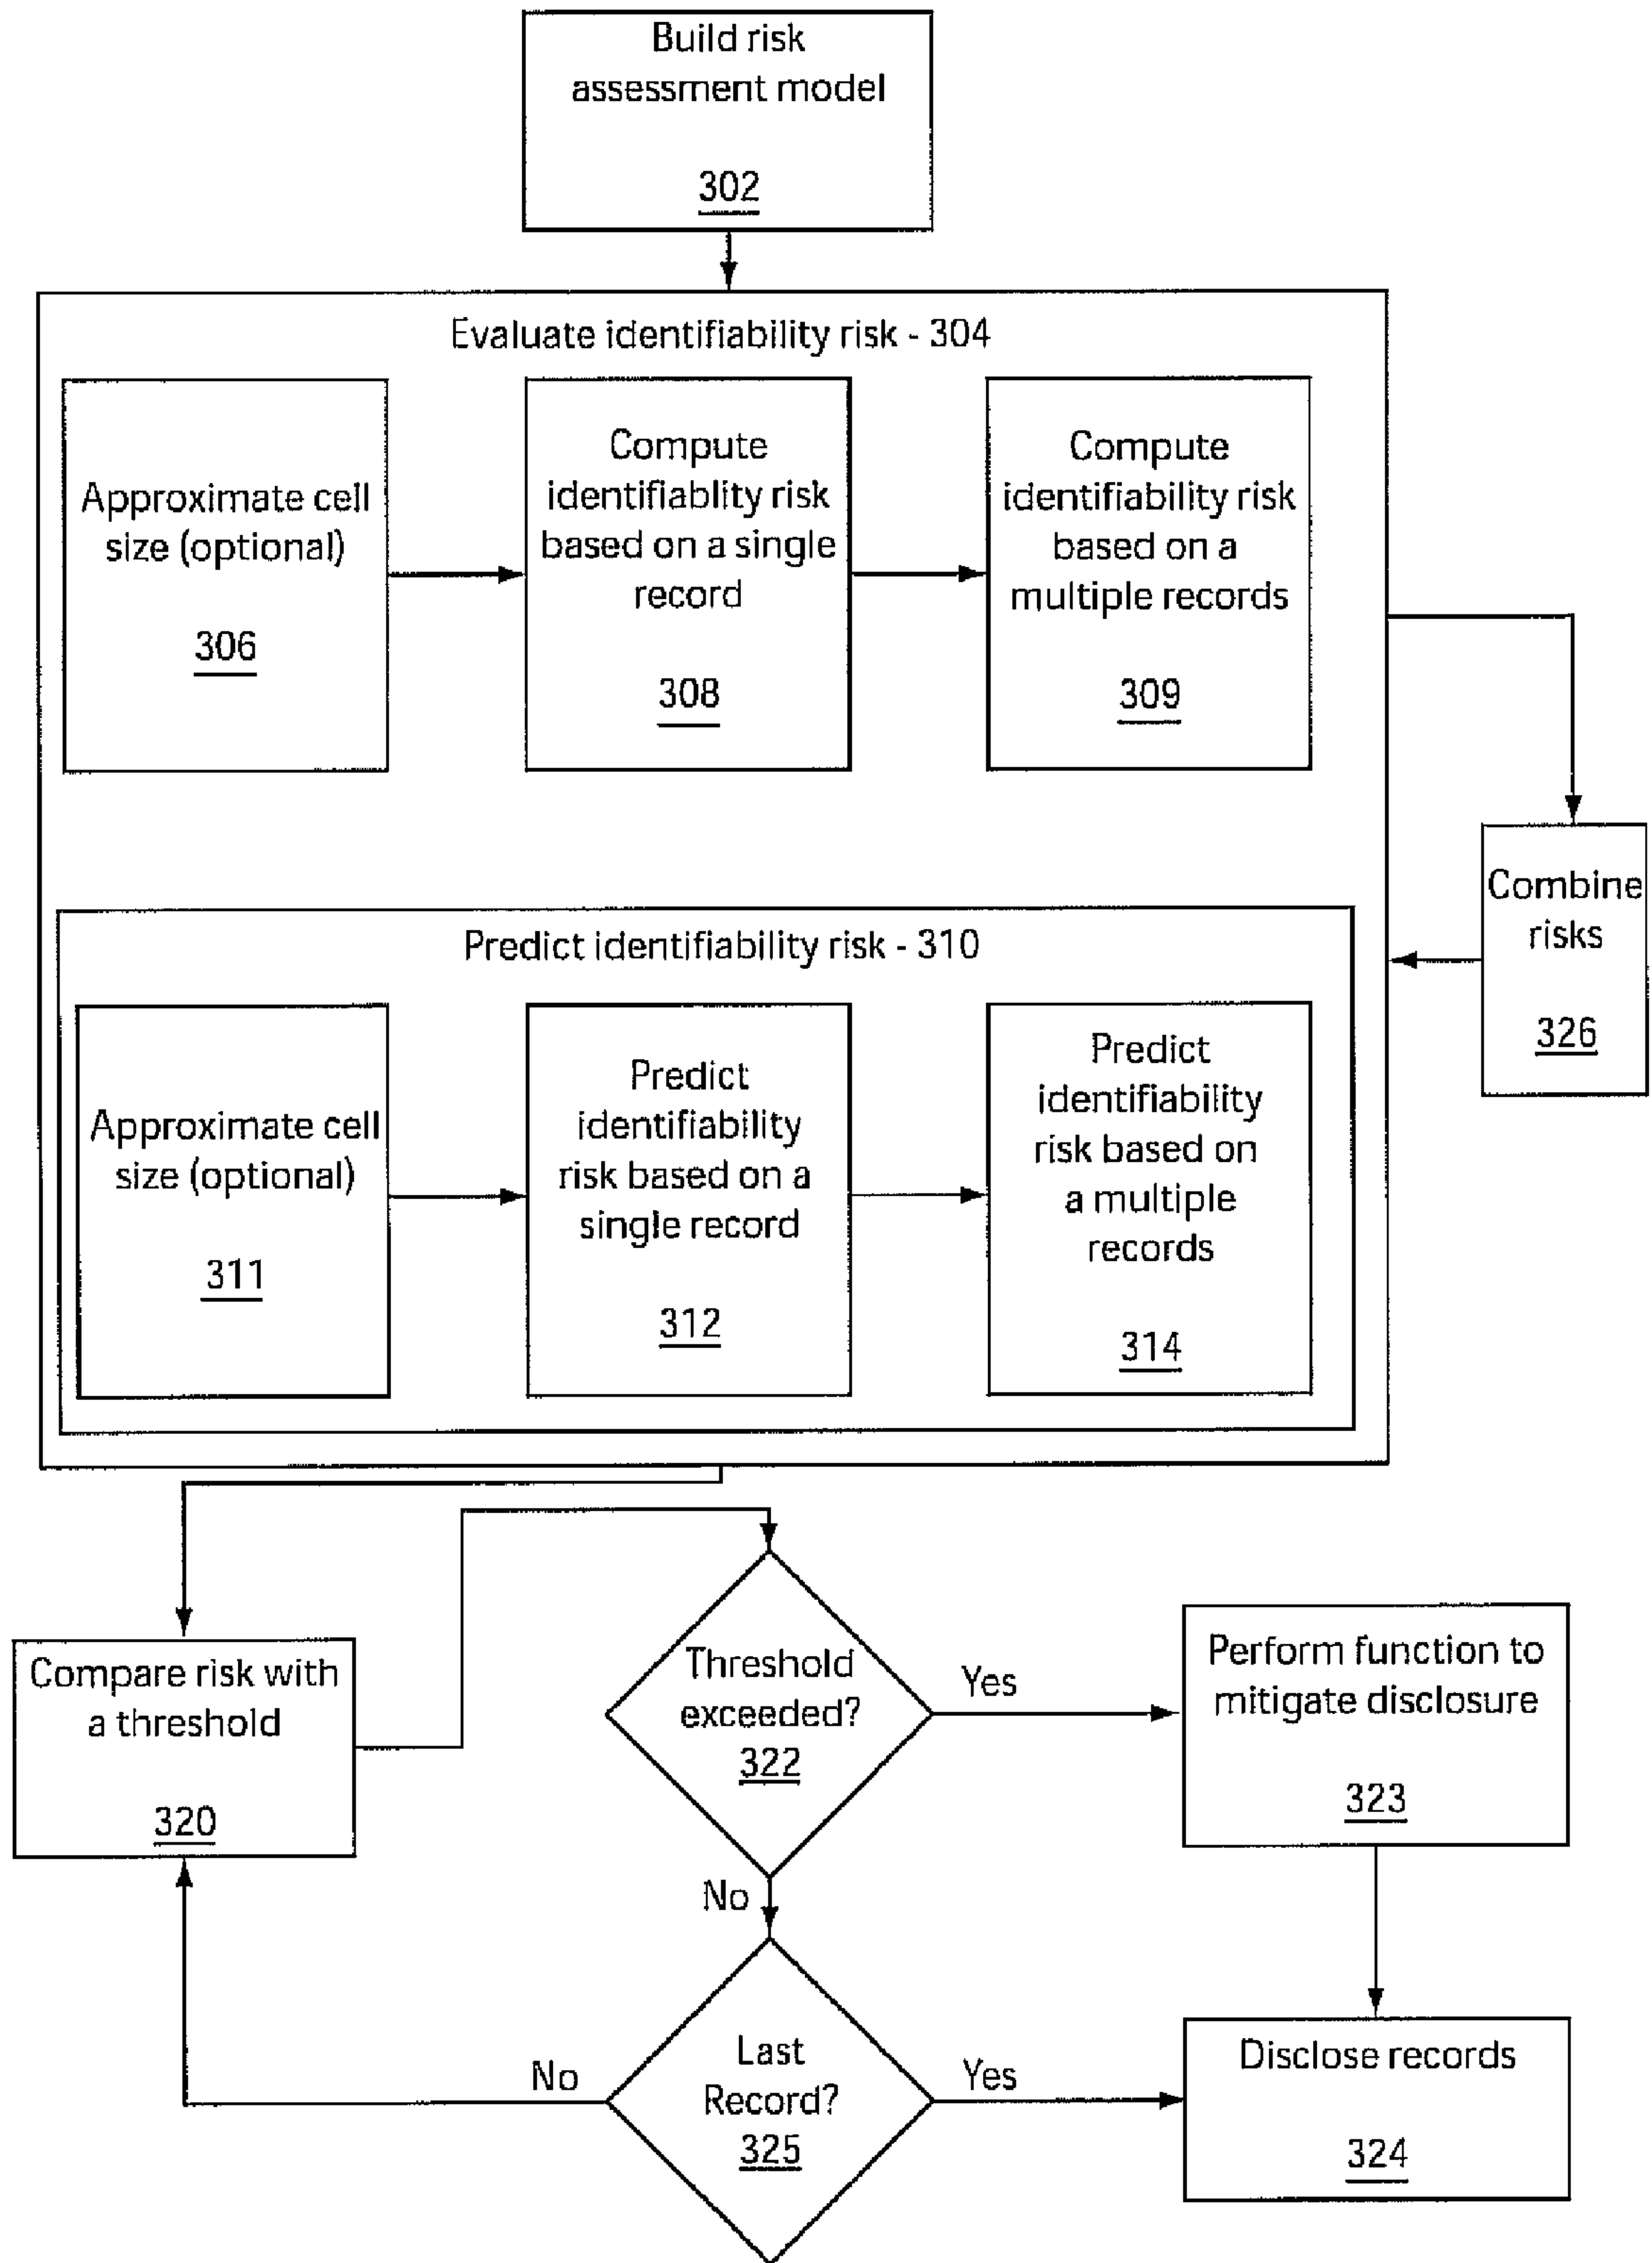 Build risk
assessment model
302
Evaluate identifiability risk - 304
Approximate cell
size (optional)
306
Compute
identifiablity risk
based on a single
record
308
Compute
identifiability risk
based on a
multiple records
309
Combine
risks
326
Predict identifiability risk - 310
Approximate cell
size (optional)
311
Predict
identifiability
risk based on a
single record
312
Predict
identifiability
risk based on
a multiple
records
314
Compare risk with
a threshold
320
Threshold
exceeded?
322
Yes
Perform function to
mitigate disclosure
323
No
Last
Record?
325
No
Yes
Disclose records
324